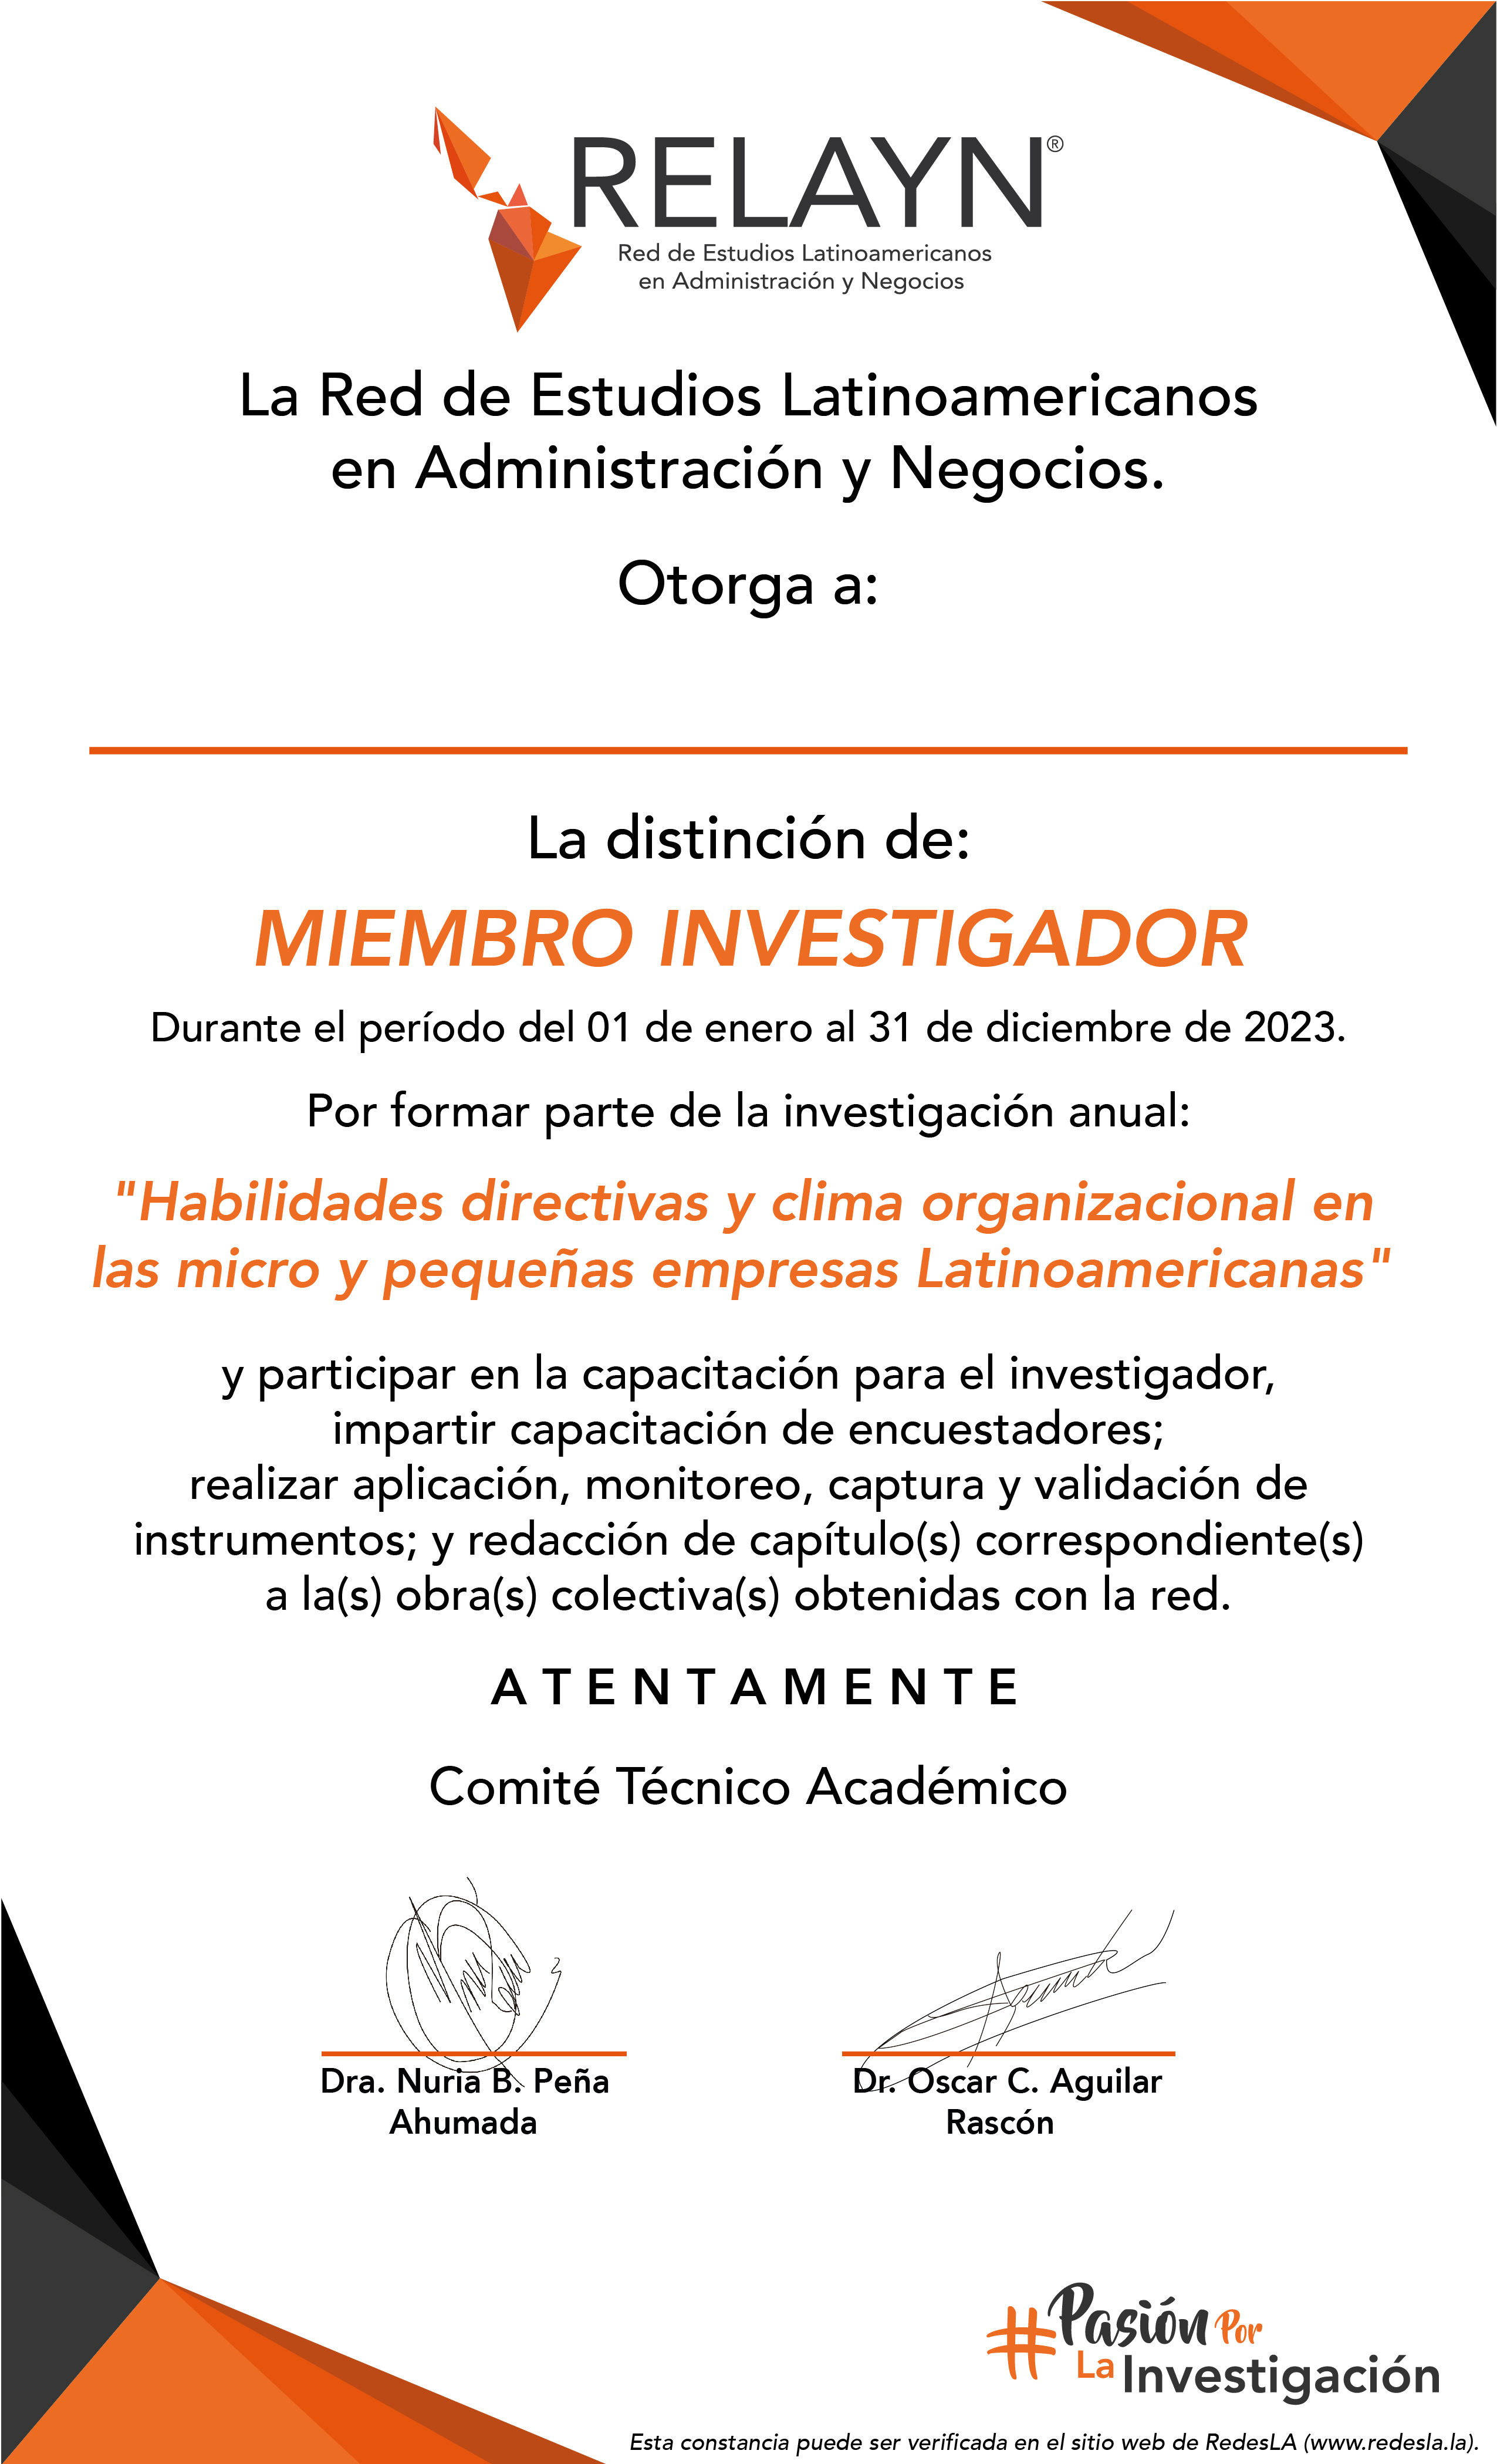 RELAYN®
Red de Estudios Latinoamericanos
en Administración y Negocios
La Red de Estudios Latinoamericanos
en Administración y Negocios.
Otorga a:
La distinción de:
MIEMBRO INVESTIGADOR
Durante el período del 01 de enero al 31 de diciembre de 2023.
Por formar parte de la investigación anual:
"Habilidades directivas y clima organizacional en
las micro y pequeñas empresas Latinoamericanas"
y participar en la capacitación para el investigador,
impartir capacitación de encuestadores;
realizar aplicación, monitoreo, captura y validación de
instrumentos; y redacción de capítulo(s) correspondiente(s)
a la(s) obra(s) colectiva(s) obtenidas con la red.
A T E N T A M E N T E
Comité Técnico Académico
Dra. Nuria B. Peña
Ahumada
Dr. Oscar C. Aguilar
Rascón
#Pasión Por
La Investigación
Esta constancia puede ser verificada en el sitio web de RedesLA (www.redesla.la).